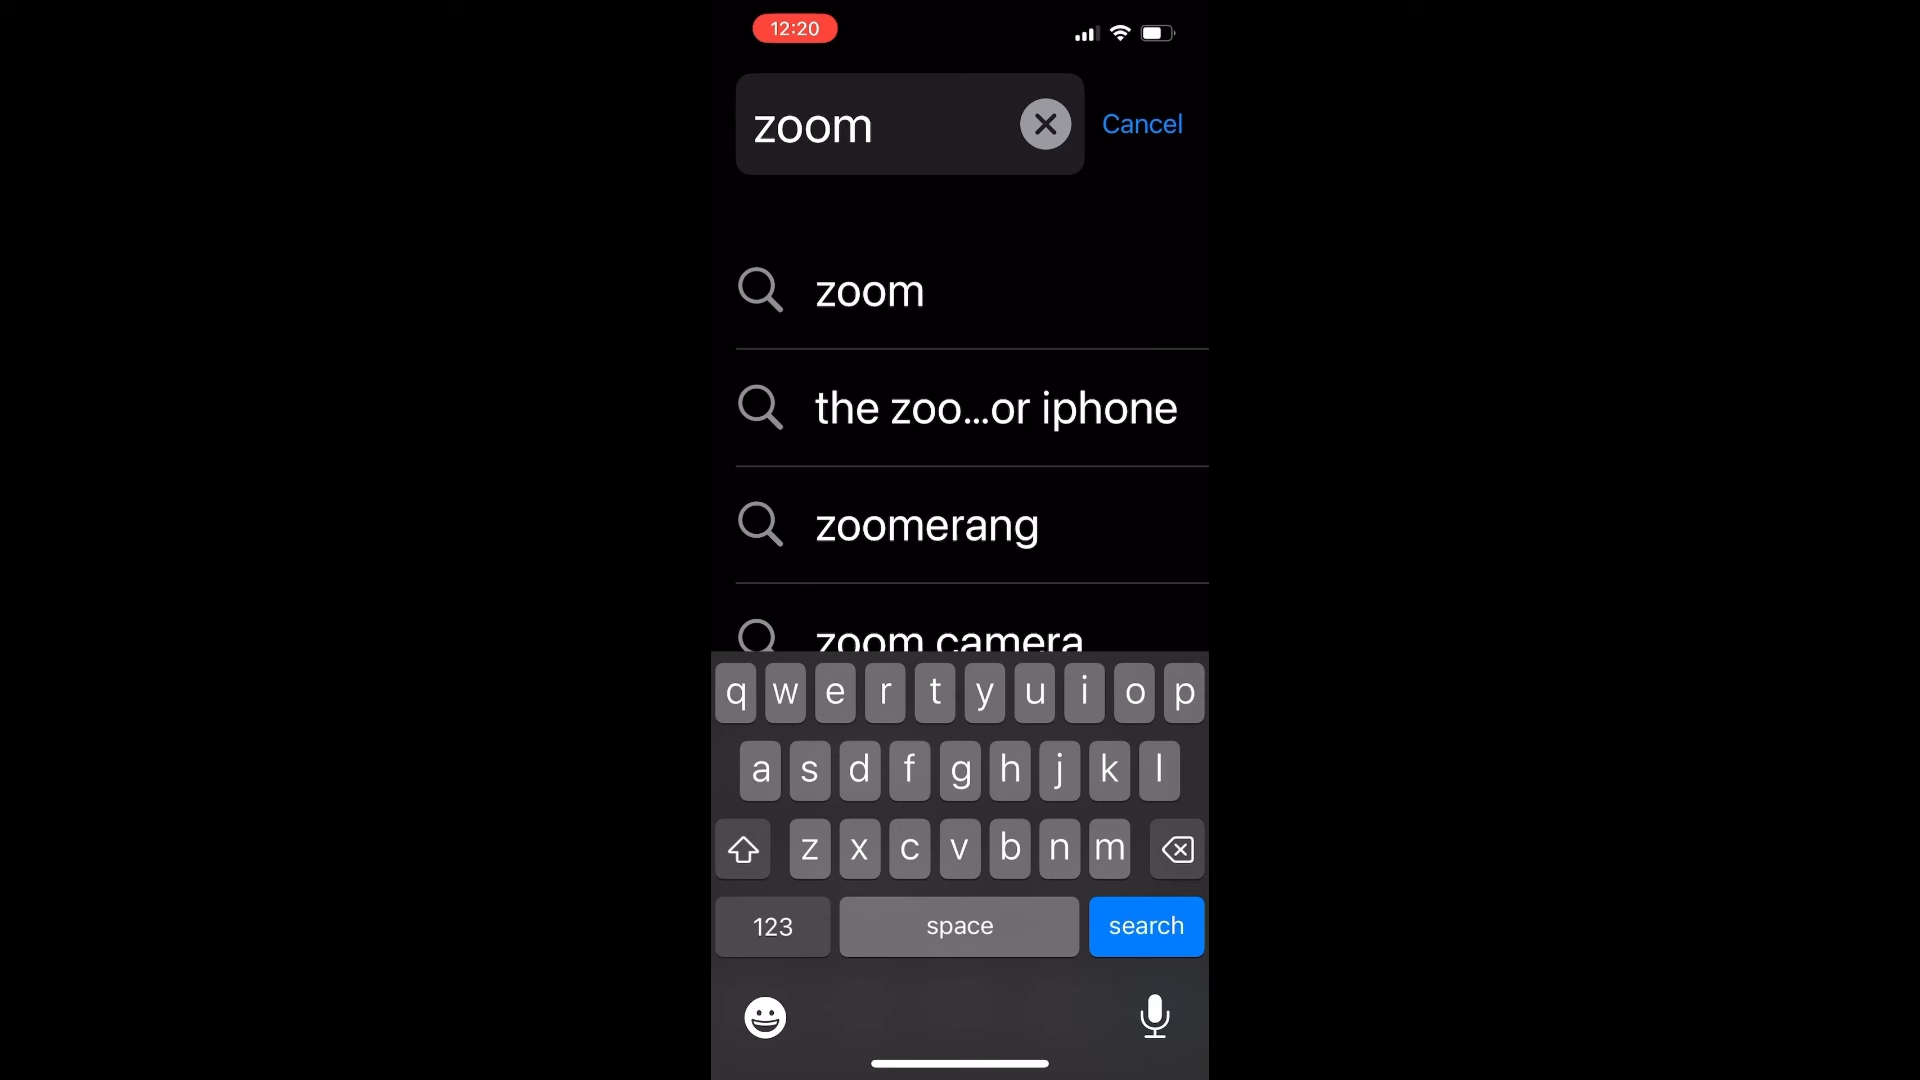 12:20
zoom
Cancel
zoom
the zoo...or iphone
zoomerang
zoom camera
q w e r t y u i o p
a s d f g h j k l
z x c v b n m
123 space search